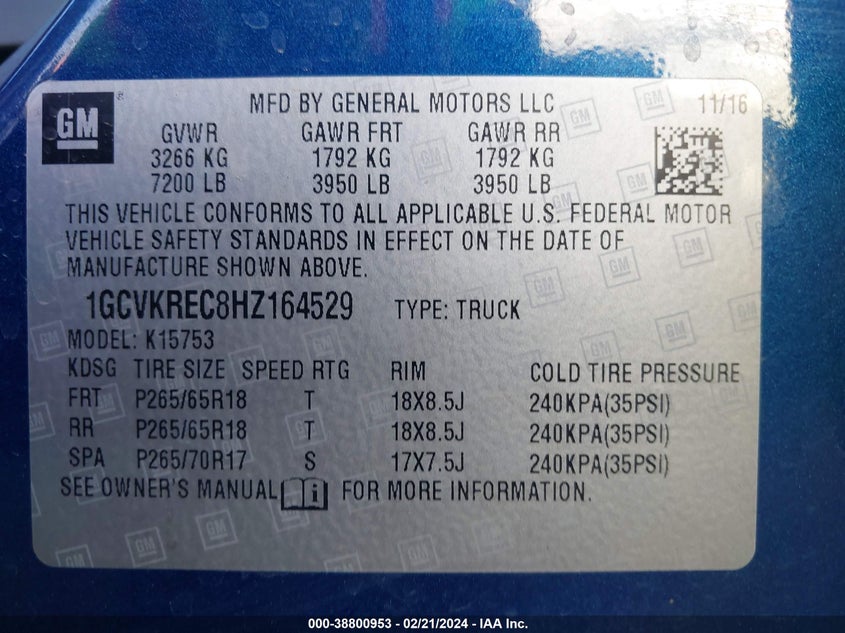 GM
MFD BY GENERAL MOTORS LLC 11/16
GVWR GAWR FRT GAWR RR
3266 KG 1792 KG 1792 KG
7200 LB 3950 LB 3950 LB
THIS VEHICLE CONFORMS TO ALL APPLICABLE U.S. FEDERAL MOTOR
VEHICLE SAFETY STANDARDS IN EFFECT ON THE DATE OF
MANUFACTURE SHOWN ABOVE.
1GCVKREC8HZ164529 TYPE: TRUCK
MODEL: K15753
KDSG TIRE SIZE SPEED RTG RIM COLD TIRE PRESSURE
FRT P265/65R18 T 18X8.5J 240KPA(35PSI)
RR P265/65R18 T 18X8.5J 240KPA(35PSI)
SPA P265/70R17 S 17X7.5J 240KPA(35PSI)
SEE OWNER'S MANUAL i FOR MORE INFORMATION.
000-38800953 - 02/21/2024 - IAA Inc.